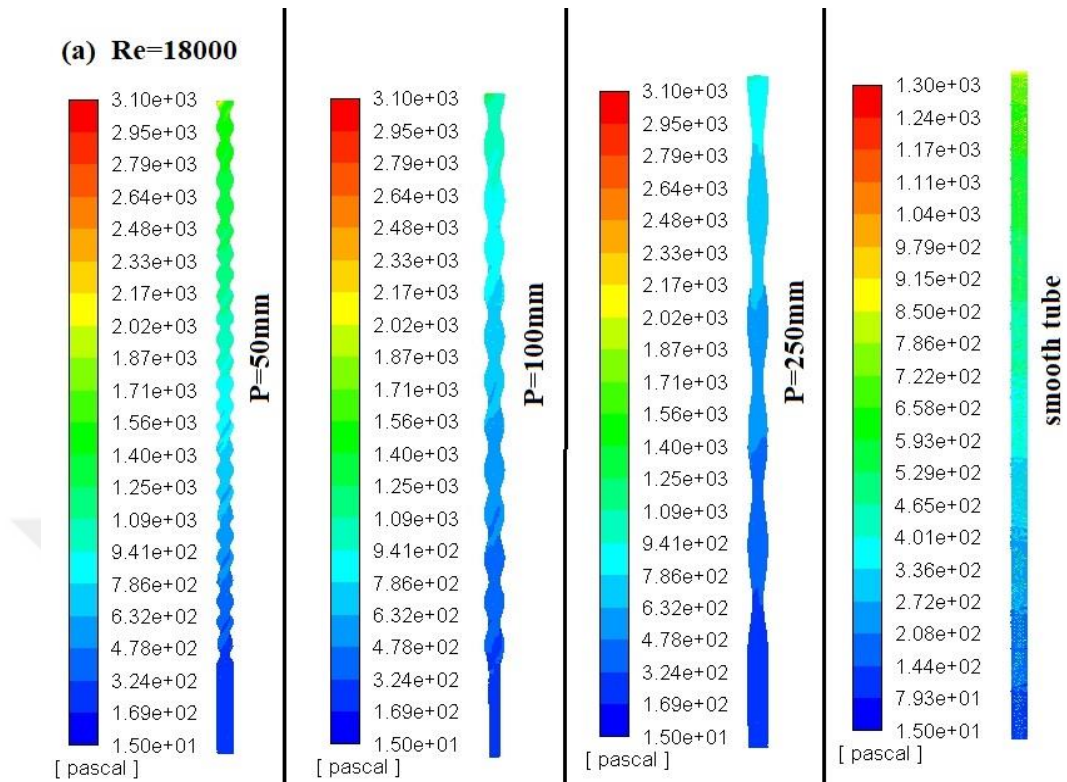 (a) Re=18000
3.10e+03
2.95e+03
2.79e+03
2.64e+03
2.48e+03
2.33e+03
2.17e+03
2.02e+03
1.87e+03
1.71e+03
1.56e+03
1.40e+03
1.25e+03
1.09e+03
9.41e+02
7.86e+02
6.32e+02
4.78e+02
3.24e+02
1.69e+02
1.50e+01
[ pascal ]
P=50mm
3.10e+03
2.95e+03
2.79e+03
2.64e+03
2.48e+03
2.33e+03
2.17e+03
2.02e+03
1.87e+03
1.71e+03
1.56e+03
1.40e+03
1.25e+03
1.09e+03
9.41e+02
7.86e+02
6.32e+02
4.78e+02
3.24e+02
1.69e+02
1.50e+01
[ pascal ]
P=100mm
3.10e+03
2.95e+03
2.79e+03
2.64e+03
2.48e+03
2.33e+03
2.17e+03
2.02e+03
1.87e+03
1.71e+03
1.56e+03
1.40e+03
1.25e+03
1.09e+03
9.41e+02
7.86e+02
6.32e+02
4.78e+02
3.24e+02
1.69e+02
1.50e+01
[ pascal ]
P=250mm
1.30e+03
1.24e+03
1.17e+03
1.11e+03
1.04e+03
9.79e+02
9.15e+02
8.50e+02
7.86e+02
7.22e+02
6.58e+02
5.93e+02
5.29e+02
4.65e+02
4.01e+02
3.36e+02
2.72e+02
2.08e+02
1.44e+02
7.93e+01
1.50e+01
[ pascal ]
smooth tube